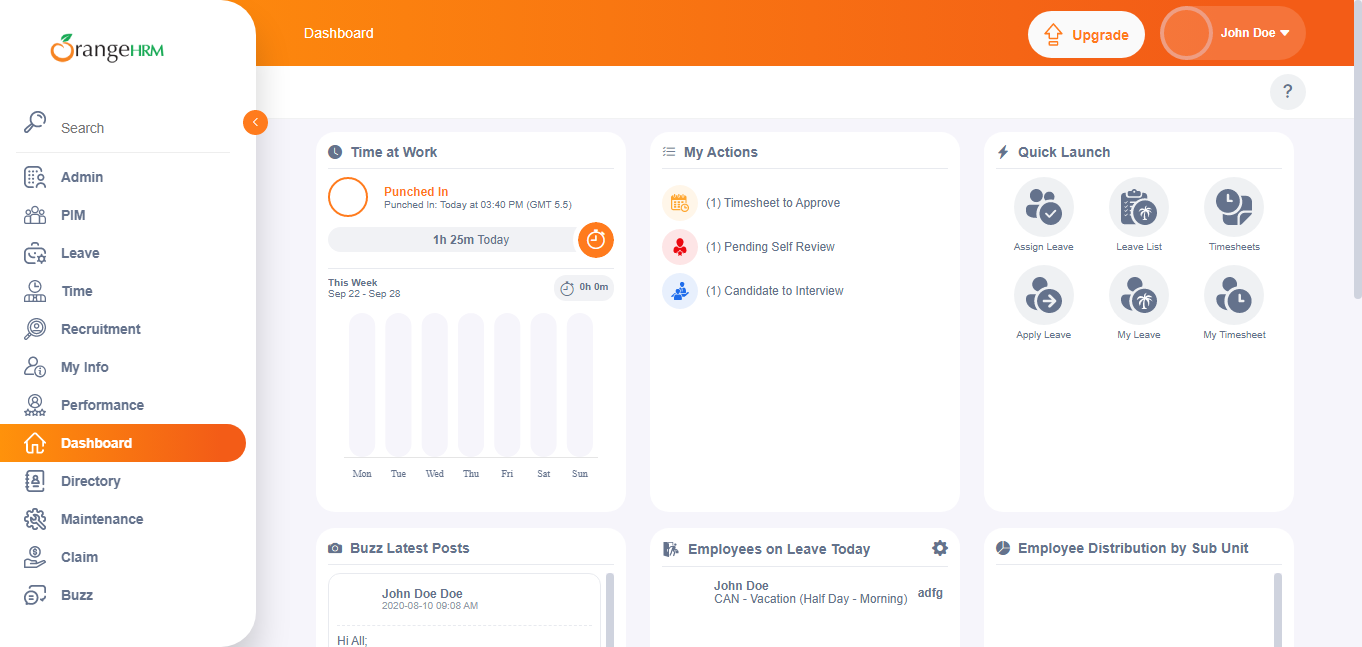 OrangeHRM
Search
Admin
PIM
Leave
Time
Recruitment
My Info
Performance
Dashboard
Directory
Maintenance
Claim
Buzz
Dashboard
Upgrade
John Doe
?
Time at Work
Punched In
Punched In: Today at 03:40 PM (GMT 5.5)
1h 25m Today
This Week
Sep 22 - Sep 28
0h 0m
Mon Tue Wed Thu Fri Sat Sun
My Actions
(1) Timesheet to Approve
(1) Pending Self Review
(1) Candidate to Interview
Quick Launch
Assign Leave Leave List Timesheets
Apply Leave My Leave My Timesheet
Buzz Latest Posts
John Doe Doe
2020-08-10 09:08 AM
Hi All;
Employees on Leave Today
John Doe
CAN - Vacation (Half Day - Morning) adfg
Employee Distribution by Sub Unit